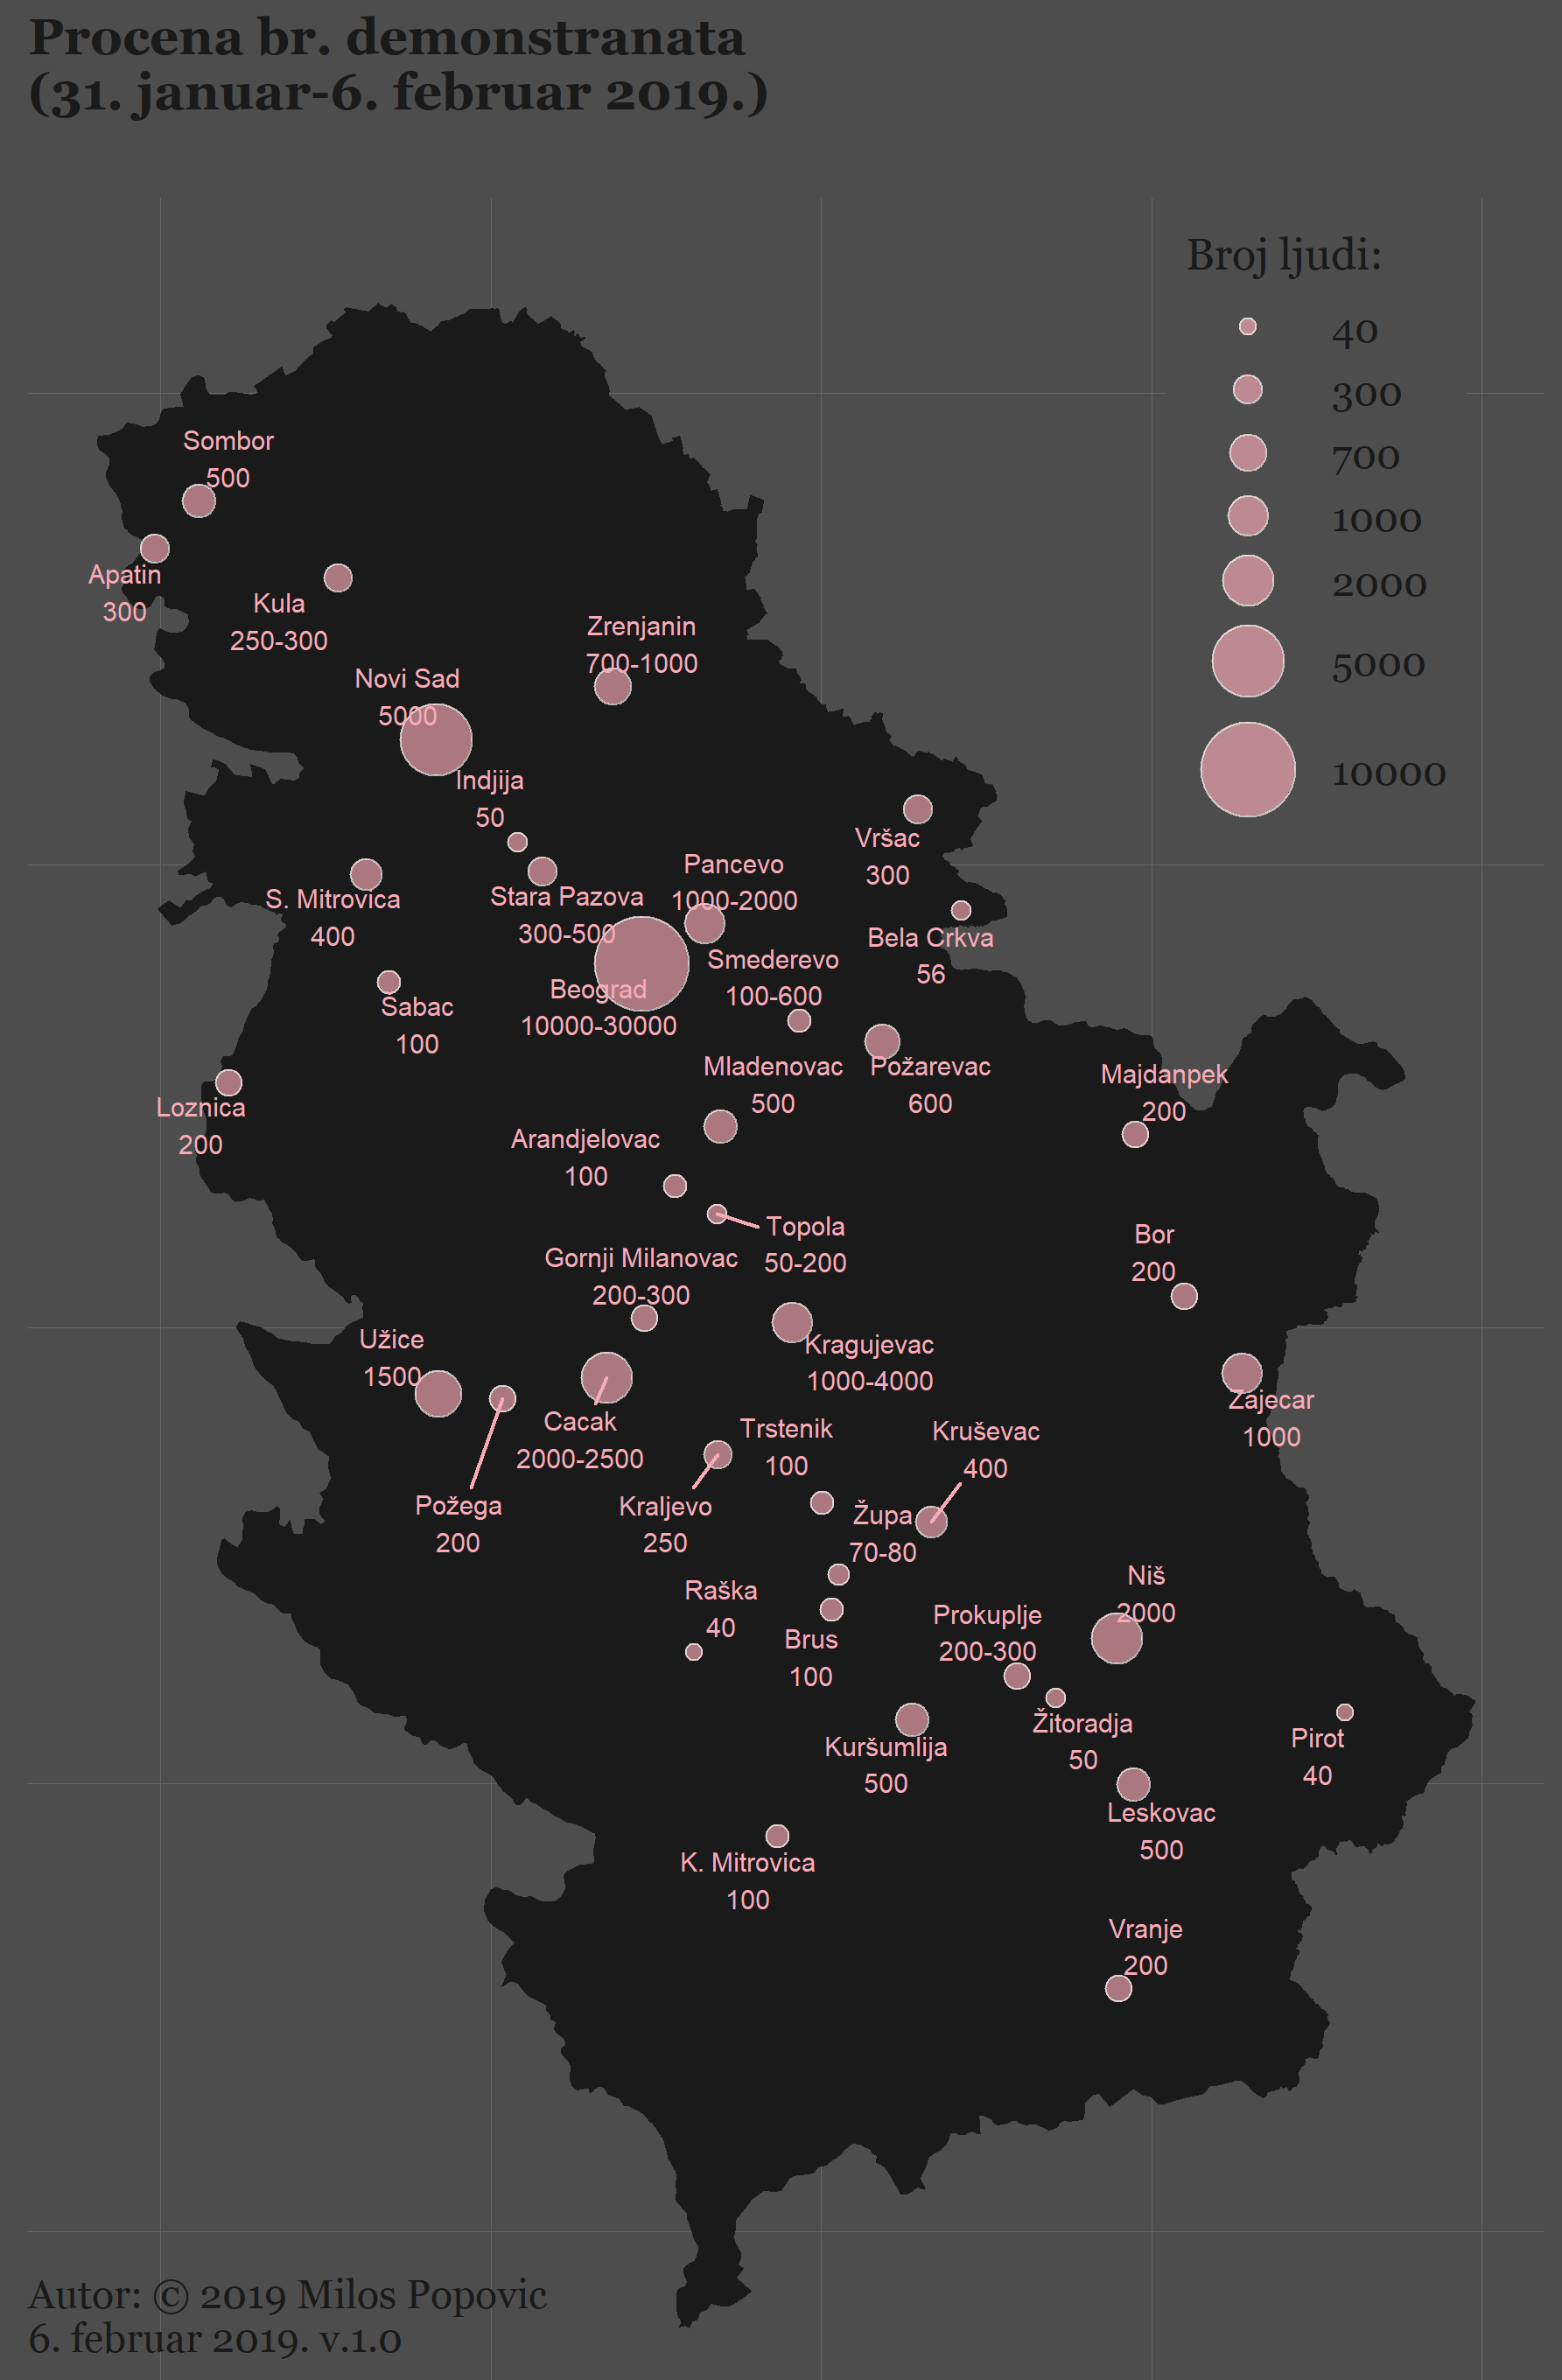 Procena br. demonstranata
(31. januar-6. februar 2019.)
Broj ljudi:
40
300
700
1000
2000
5000
10000
Sombor
500
Apatin
300
Kula
250-300
Zrenjanin
700-1000
Novi Sad
5000
Indjija
50
Vršac
300
S. Mitrovica
400
Stara Pazova
300-500
Pancevo
1000-2000
Bela Crkva
56
Smederevo
100-600
Beograd
10000-30000
Šabac
100
Loznica
200
Mladenovac
500
Požarevac
600
Majdanpek
200
Arandjelovac
100
Topola
50-200
Bor
200
Gornji Milanovac
200-300
Užice
1500
Kragujevac
1000-4000
Zajecar
1000
Cacak
2000-2500
Trstenik
100
Kruševac
400
Požega
200
Kraljevo
250
Župa
70-80
Niš
2000
Raška
40
Brus
100
Prokuplje
200-300
Žitoradja
50
Pirot
40
Kuršumlija
500
Leskovac
500
K. Mitrovica
100
Vranje
200
Autor: © 2019 Milos Popovic
6. februar 2019. v.1.0